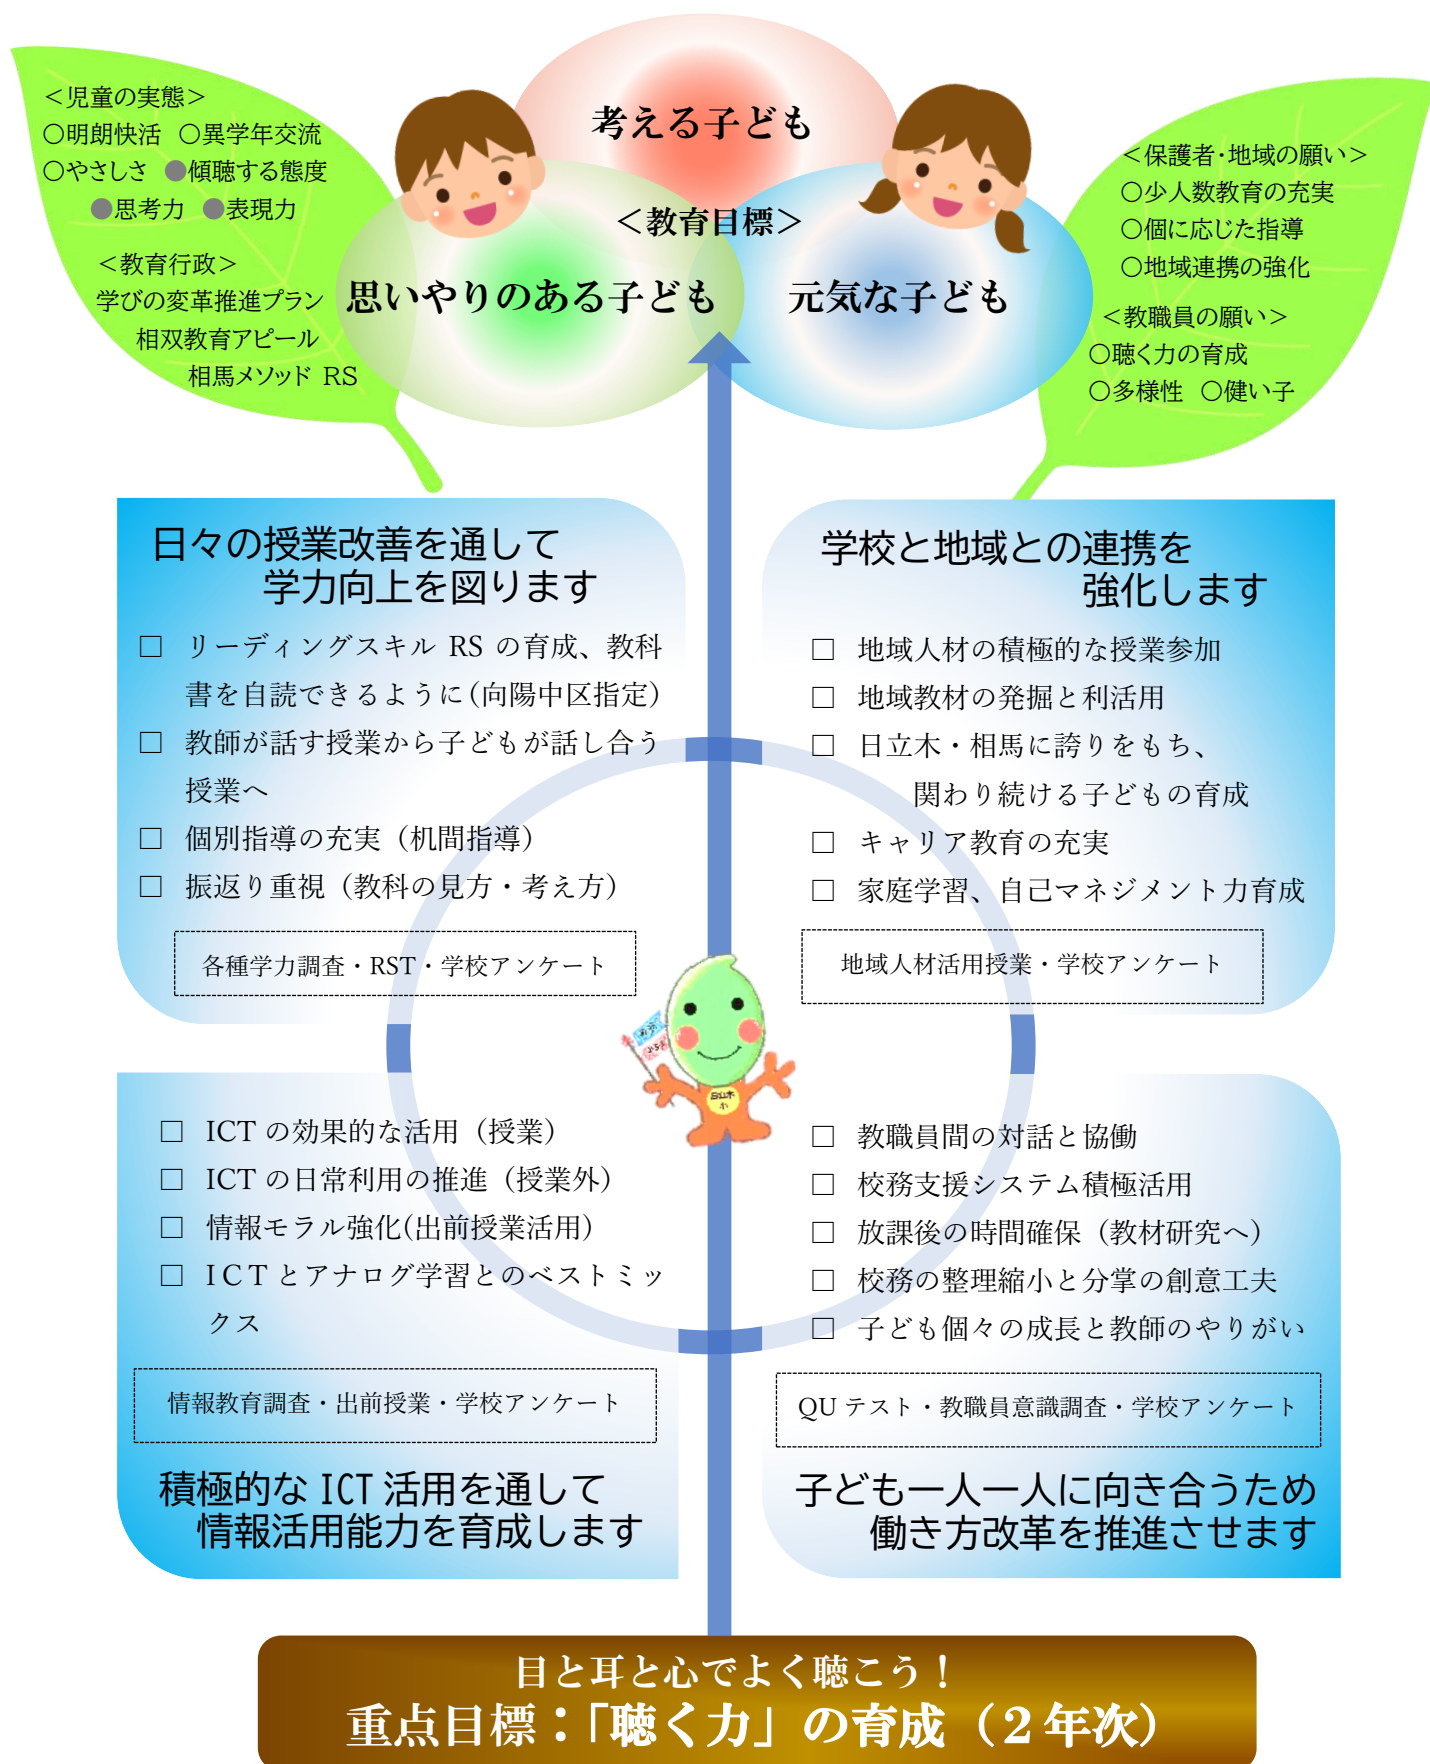 考える子ども
＜教育目標＞
思いやりのある子ども
元気な子ども
＜児童の実態＞
○明朗快活 ○異学年交流
○やさしさ ●傾聴する態度
●思考力 ●表現力
＜教育行政＞
学びの変革推進プラン
相双教育アピール
相馬メソッド RS
＜保護者・地域の願い＞
○少人数教育の充実
○個に応じた指導
○地域連携の強化
＜教職員の願い＞
○聴く力の育成
○多様性 ○健い子
日々の授業改善を通して
学力向上を図ります
□ リーディングスキル RS の育成、教科
書を自読できるように（向陽中区指定）
□ 教師が話す授業から子どもが話し合う
授業へ
□ 個別指導の充実（机間指導）
□ 振返り重視（教科の見方・考え方）
各種学力調査・RST・学校アンケート
学校と地域との連携を
強化します
□ 地域人材の積極的な授業参加
□ 地域教材の発掘と利活用
□ 日立木・相馬に誇りをもち、
関わり続ける子どもの育成
□ キャリア教育の充実
□ 家庭学習、自己マネジメント力育成
地域人材活用授業・学校アンケート
日立木
小
□ ICT の効果的な活用（授業）
□ ICT の日常利用の推進（授業外）
□ 情報モラル強化(出前授業活用)
□ ＩＣＴとアナログ学習とのベストミッ
クス
情報教育調査・出前授業・学校アンケート
積極的な ICT 活用を通して
情報活用能力を育成します
□ 教職員間の対話と協働
□ 校務支援システム積極活用
□ 放課後の時間確保（教材研究へ）
□ 校務の整理縮小と分掌の創意工夫
□ 子ども個々の成長と教師のやりがい
QU テスト・教職員意識調査・学校アンケート
子ども一人一人に向き合うため
働き方改革を推進させます
目と耳と心でよく聴こう！
重点目標：「聴く力」の育成（２年次）